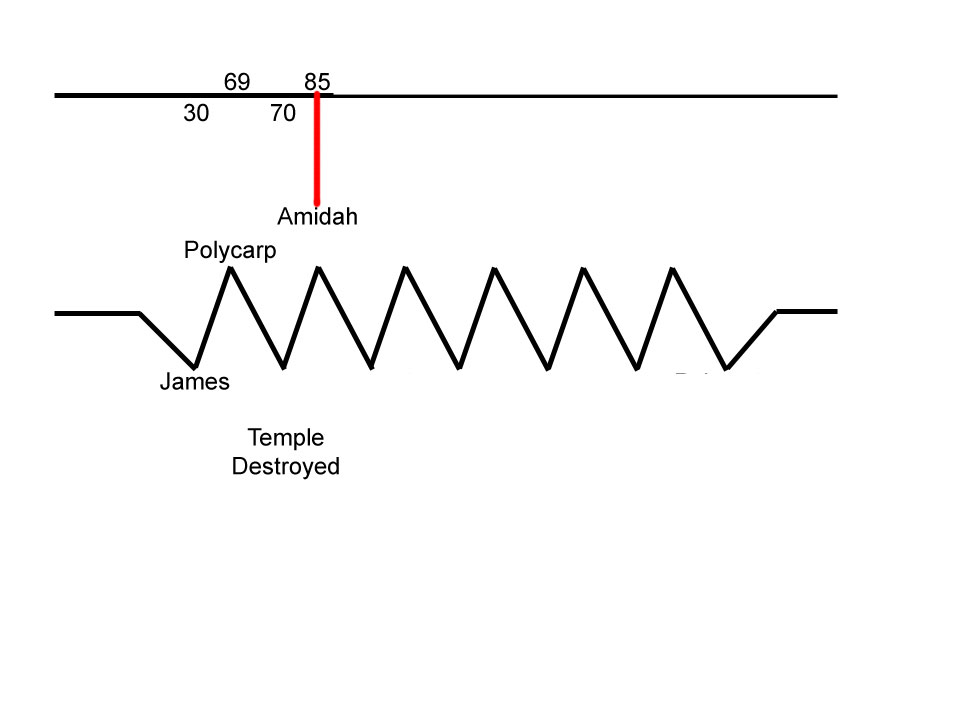 69 85
30 70
Amidah
Polycarp
James
Temple
Destroyed